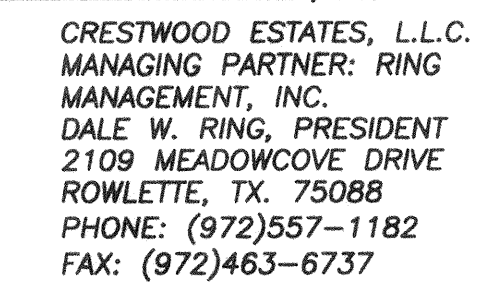 CRESTWOOD ESTATES, L.L.C.
MANAGING PARTNER: RING
MANAGEMENT, INC.
DALE W. RING, PRESIDENT
2109 MEADOWCOVE DRIVE
ROWLETTE, TX. 75088
PHONE: (972)557-1182
FAX: (972)463-6737